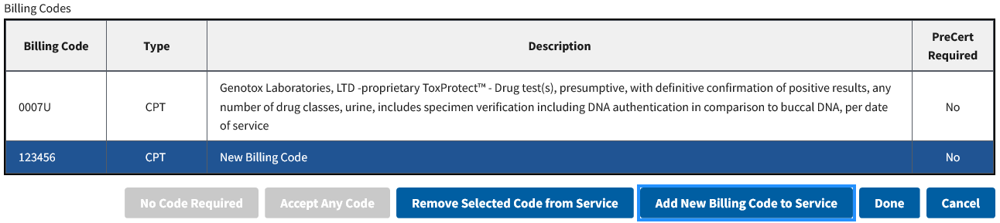 Billing Codes
Billing Code Type Description PreCert Required
0007U CPT Genotox Laboratories, LTD -proprietary ToxProtect™ - Drug test(s), presumptive, with definitive confirmation of positive results, any
number of drug classes, urine, includes specimen verification including DNA authentication in comparison to buccal DNA, per date
of service No
123456 CPT New Billing Code No
No Code Required Accept Any Code Remove Selected Code from Service Add New Billing Code to Service Done Cancel